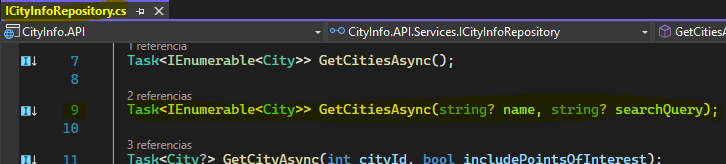 ICityInfoRepository.cs
CityInfo.API
CityInfo.API.Services.ICityInfoRepository
GetCitiesA
1 referencia
7 Task<IEnumerable<City>> GetCitiesAsync();
8
2 referencias
9 Task<IEnumerable<City>> GetCitiesAsync(string? name, string? searchQuery);
10
3 referencias
11 Task<City?> GetCityAsync(int cityId, bool includePointsOfInterest);